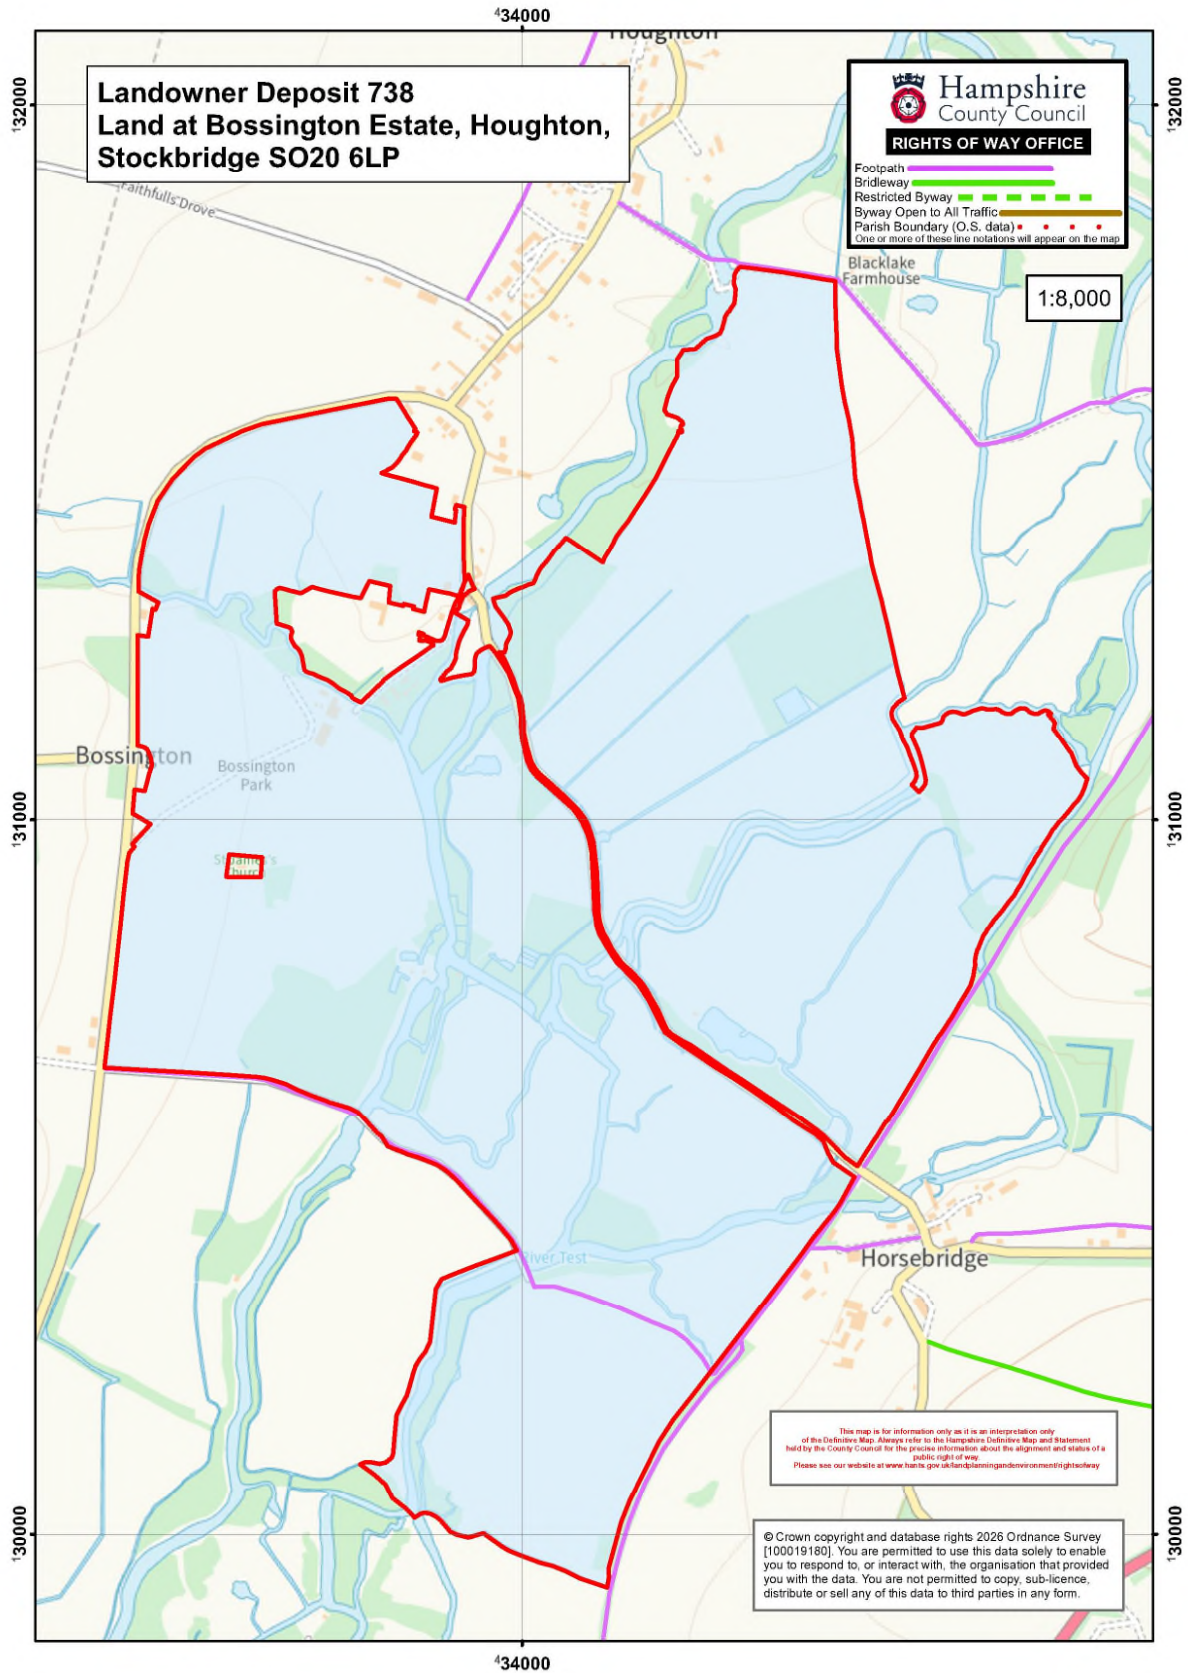 434000
Houghton
132000
132000
Landowner Deposit 738
Land at Bossington Estate, Houghton,
Stockbridge SO20 6LP
Hampshire
County Council
RIGHTS OF WAY OFFICE
Footpath
Bridleway
Restricted Byway
Byway Open to All Traffic
Parish Boundary (O.S. data)
One or more of these line notations will appear on the map
Faithfulls Drove
Blacklake
Farmhouse
1:8,000
Bossington
Bossington
Park
131000
131000
St James's
Church
River Test
Horsebridge
This map is for information only as it is an interpretation only
of the Definitive Map. Always refer to the Hampshire Definitive Map and Statement
held by the County Council for the precise information about the alignment and status of a
public right of way.
Please see our website at www.hants.gov.uk/landplanningandenvironment/rightsofway
130000
130000
© Crown copyright and database rights 2026 Ordnance Survey
[100019180]. You are permitted to use this data solely to enable
you to respond to, or interact with, the organisation that provided
you with the data. You are not permitted to copy, sub-licence,
distribute or sell any of this data to third parties in any form.
434000